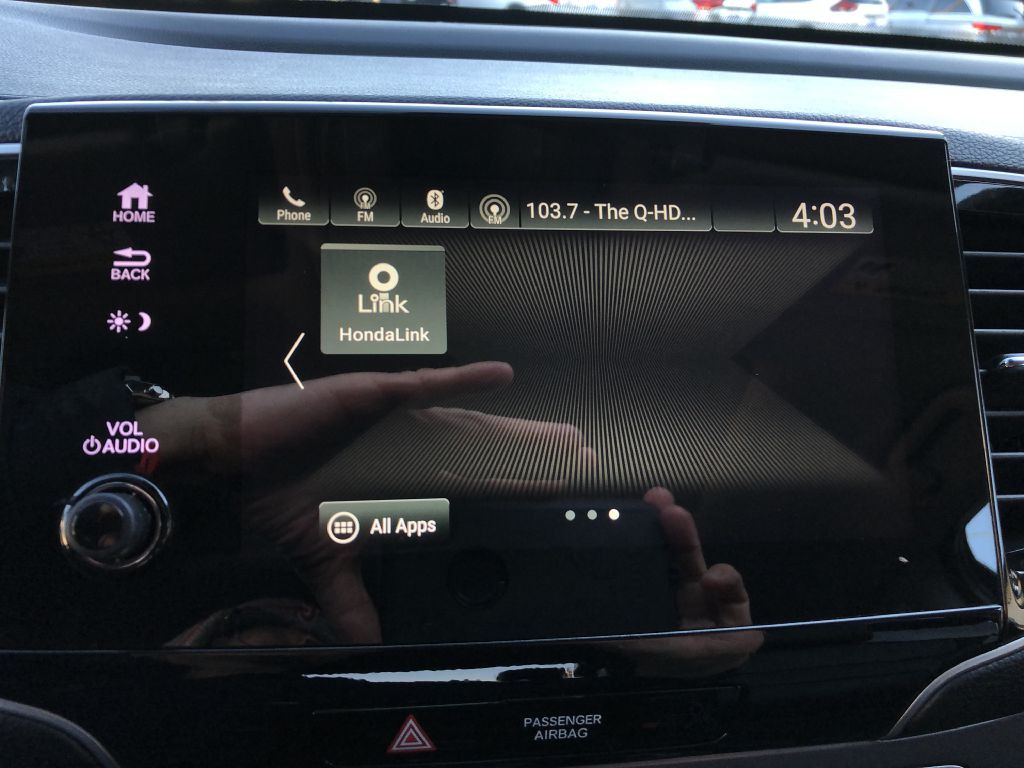 HOME
BACK
VOL
AUDIO
Phone
FM
FM
Audio
FM
103.7 - The Q-HD...
4:03
Link
HondaLink
All Apps
PASSENGER
AIRBAG